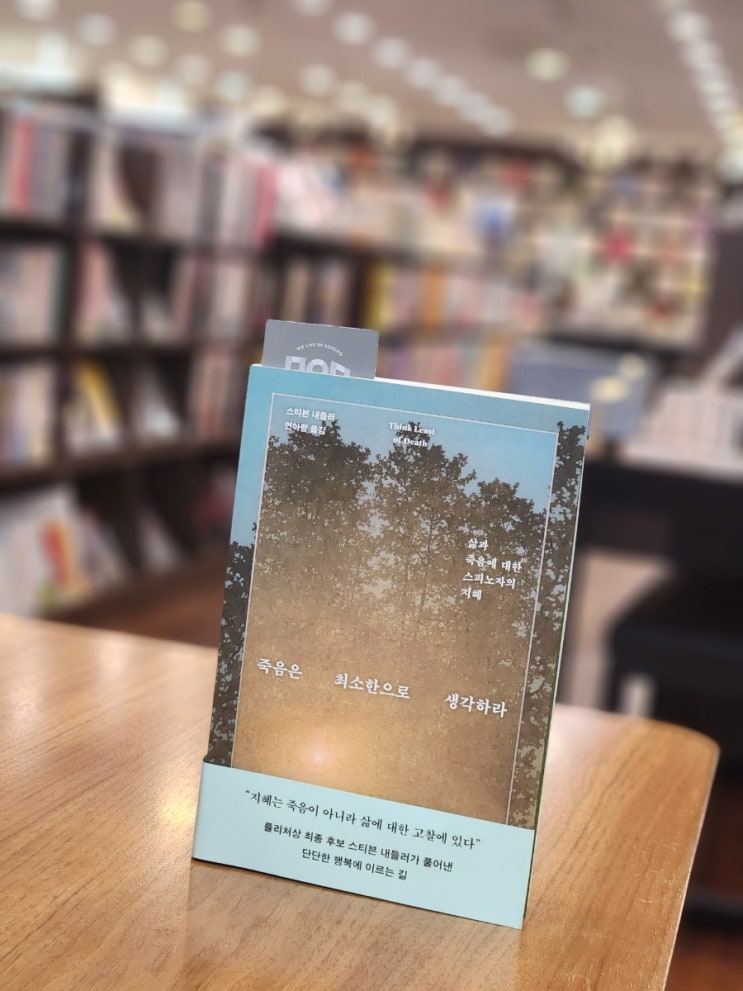 WE LIVE IN
스티븐 내들러
연아람 옮김
Think Least
of Death
삶과
죽음에 대한
스피노자의
지혜
죽음은 최소한으로 생각하라
“지혜는 죽음이 아니라 삶에 대한 고찰에 있다”
퓰리처상 최종 후보 스티븐 내들러가 풀어낸
단단한 행복에 이르는 길